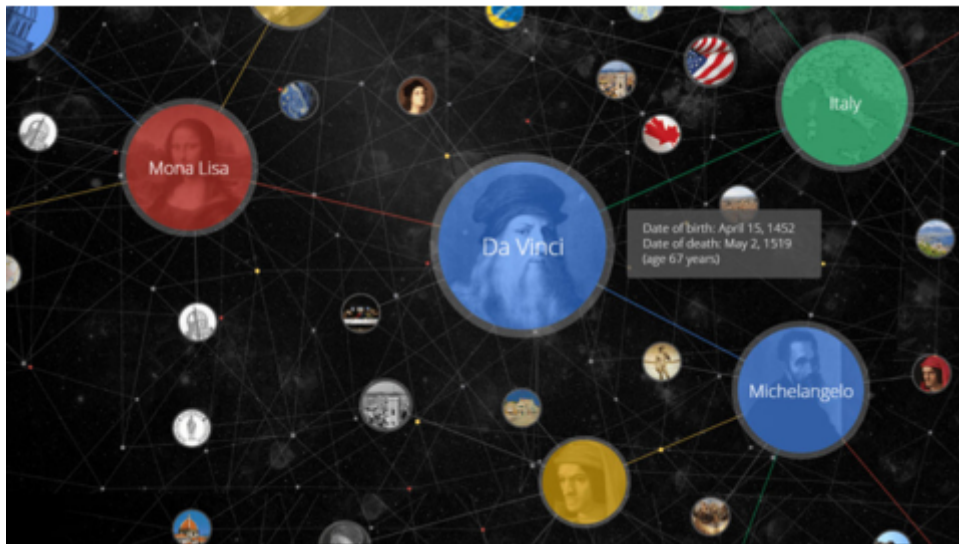 Italy
Mona Lisa
Da Vinci
Date of birth: April 15, 1452
Date of death: May 2, 1519
(age 67 years)
Michelangelo